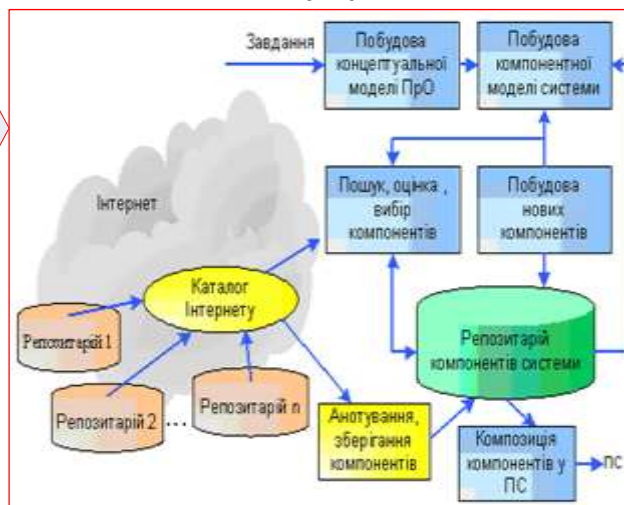 Завдання
Побудова
концептуальної
моделі ПрО
Побудова
компонентної
моделі системи
Інтернет
Пошук, оцінка ,
вибір
компонентів
Побудова
нових
компонентів
Каталог
Інтернету
Репозитарій 1
Репозитарій 2
...
Репозитарій n
Репозитарій
компонентів системи
Анотування,
зберігання
компонентів
Композиція
компонентів у
ПС
ПС